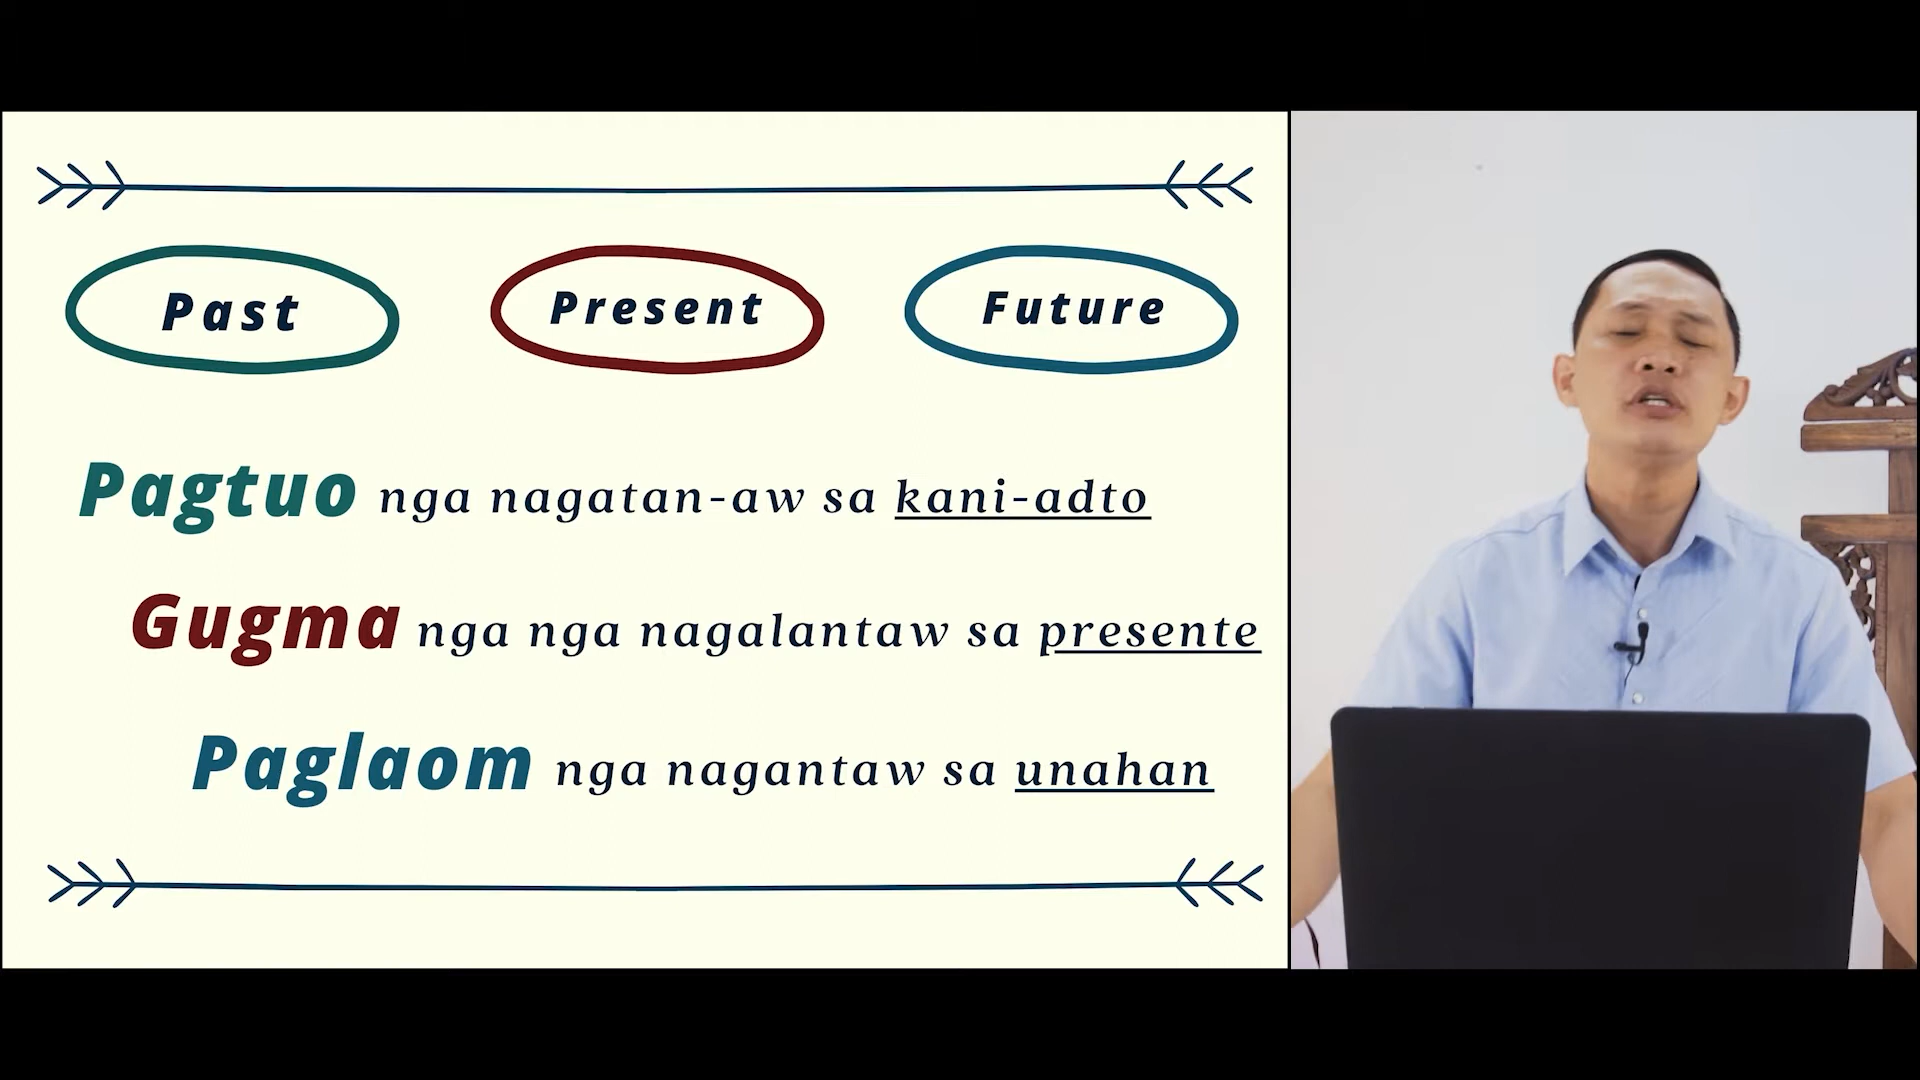 Past
Present
Future
Pagtuo nga nagatan-aw sa kani-adto
Gugma nga nga nagalantaw sa presente
Paglaom nga nagantaw sa unahan